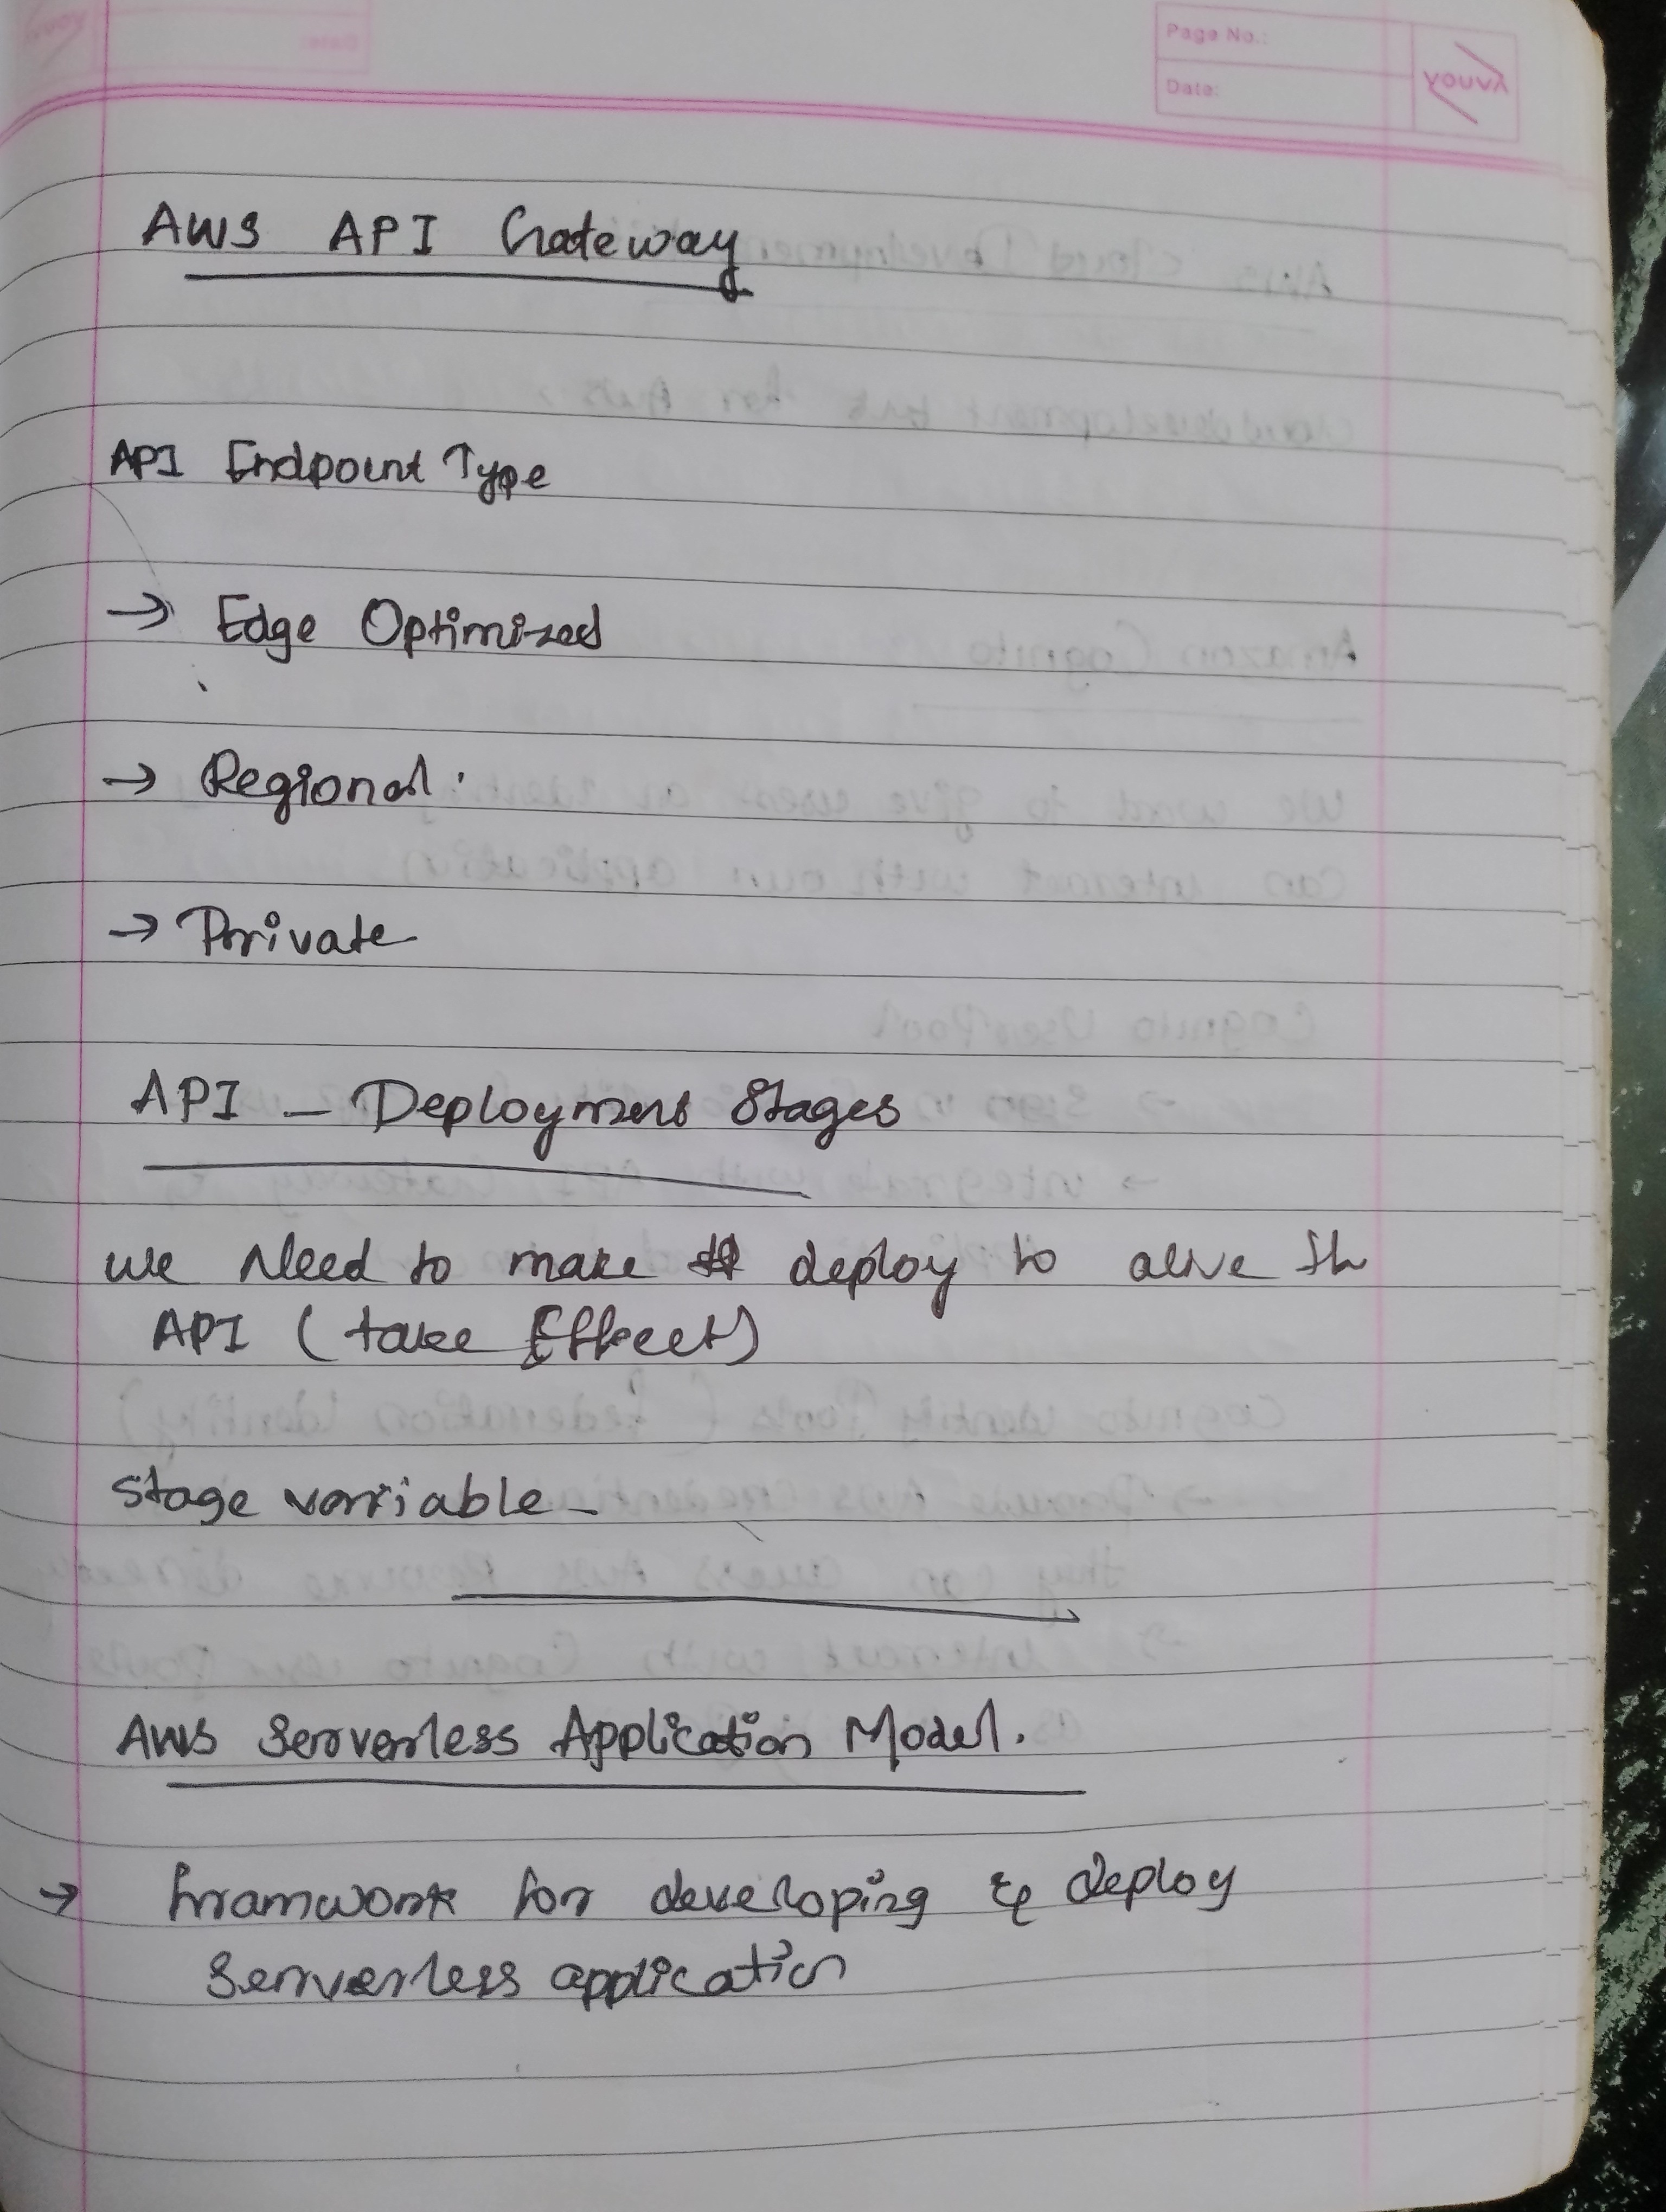 Page No.:
Date:
YOUVA
AWS API Gateway
API Endpoint Type
→ Edge Optimized
→ Regional.
→ Private
API - Deployment Stages
we Need to make deploy to alive th
API (take Effect)
Stage variable -
AWS Serverless Application Model.
→ framwork for developing & deploy
Serverless application